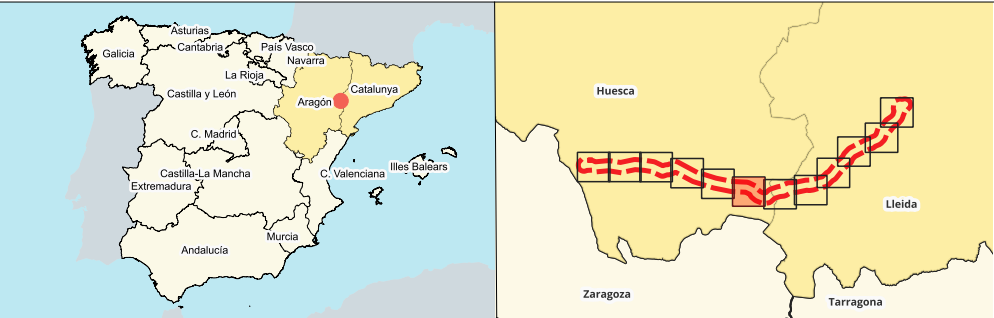 Asturias
Cantabria
País Vasco
Galicia
Navarra
La Rioja
Catalunya
Castilla y León
Aragón
C. Madrid
Illes Balears
C. Valenciana
Castilla-La Mancha
Extremadura
Murcia
Andalucía
Huesca
Lleida
Zaragoza
Tarragona